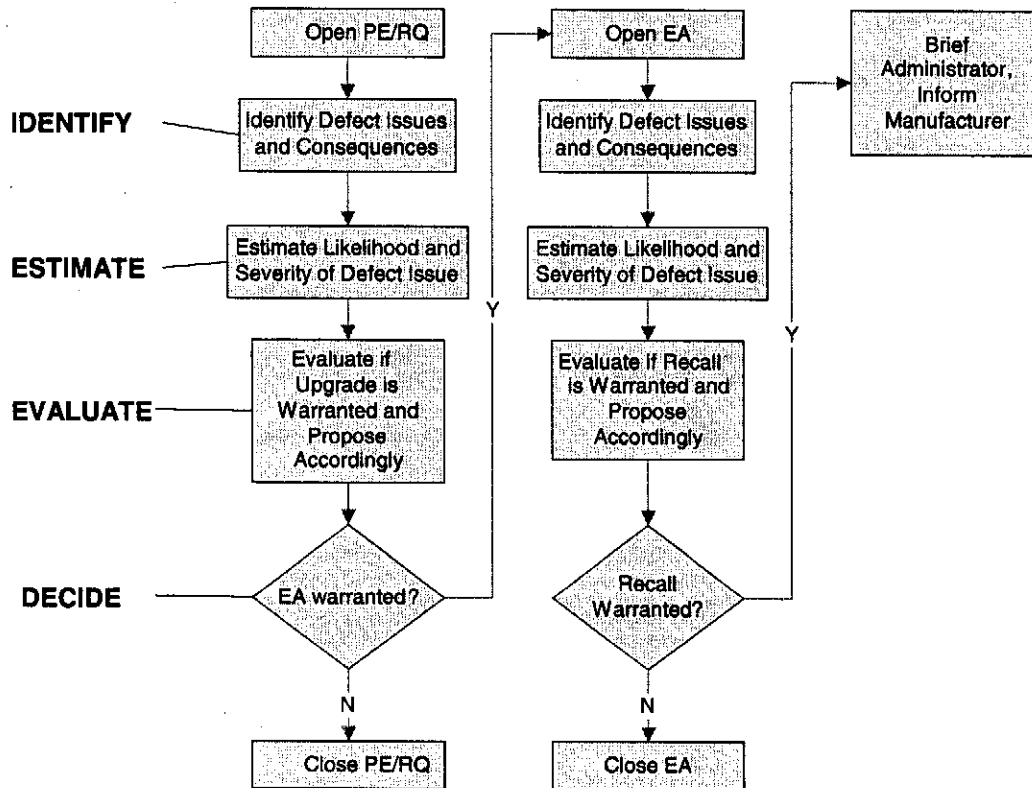 Open PE/RQ
Open EA
Brief
Administrator,
Inform
Manufacturer
IDENTIFY
Identify Defect Issues
and Consequences
Identify Defect Issues
and Consequences
ESTIMATE
Estimate Likelihood and
Severity of Defect Issue
Estimate Likelihood and
Severity of Defect Issue
Y
Y
EVALUATE
Evaluate if
Upgrade is
Warranted and
Propose
Accordingly
Evaluate if Recall
is Warranted and
Propose
Accordingly
DECIDE
EA warranted?
Recall
Warranted?
N
N
Close PE/RQ
Close EA